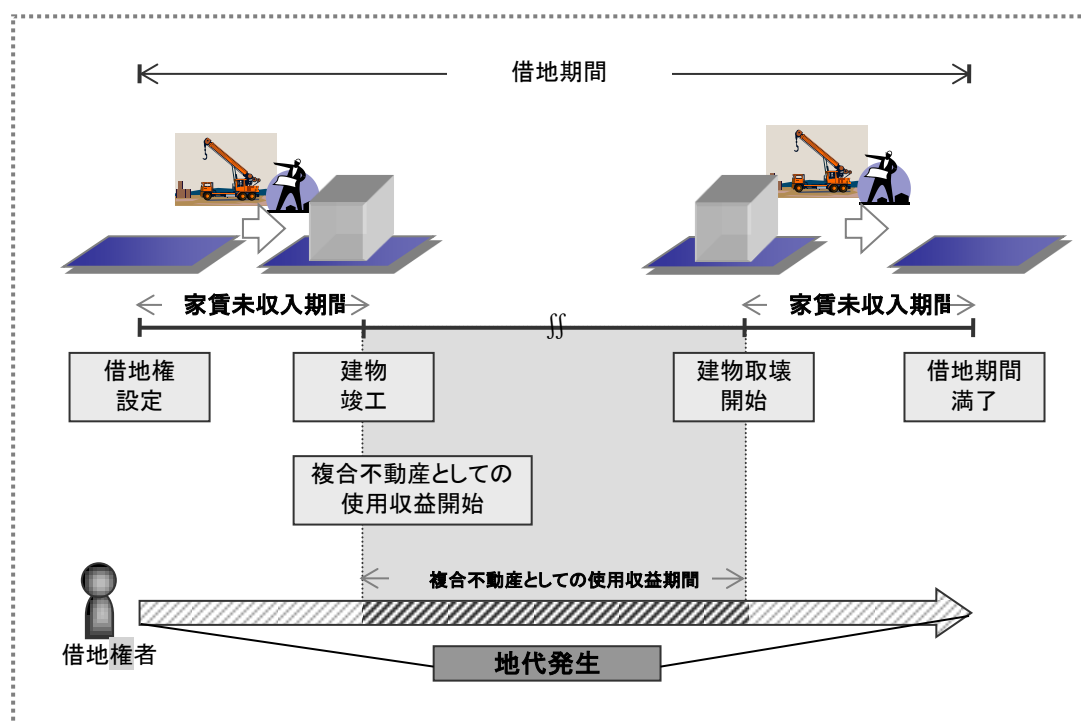 借地期間
家賃未収入期間
家賃未収入期間
∬
借地権
設定
建物
竣工
建物取壊
開始
借地期間
満了
複合不動産としての
使用収益開始
複合不動産としての使用収益期間
借地権者
地代発生